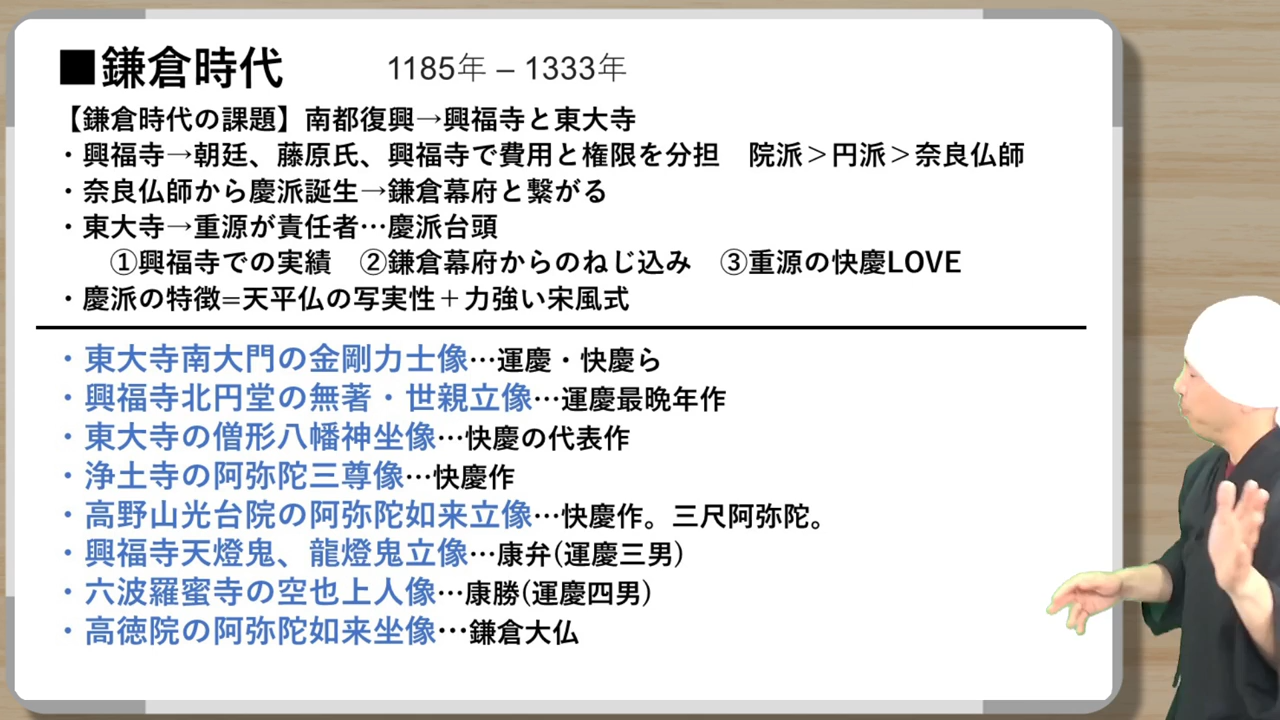 ■鎌倉時代 1185年 – 1333年
【鎌倉時代の課題】南都復興→興福寺と東大寺
・興福寺→朝廷、藤原氏、興福寺で費用と権限を分担　院派＞円派＞奈良仏師
・奈良仏師から慶派誕生→鎌倉幕府と繋がる
・東大寺→重源が責任者…慶派台頭
①興福寺での実績　②鎌倉幕府からのねじ込み　③重源の快慶LOVE
・慶派の特徴=天平仏の写実性＋力強い宋風式
・東大寺南大門の金剛力士像…運慶・快慶ら
・興福寺北円堂の無著・世親立像…運慶最晩年作
・東大寺の僧形八幡神坐像…快慶の代表作
・浄土寺の阿弥陀三尊像…快慶作
・高野山光台院の阿弥陀如来立像…快慶作。三尺阿弥陀。
・興福寺天燈鬼、龍燈鬼立像…康弁(運慶三男)
・六波羅蜜寺の空也上人像…康勝(運慶四男)
・高徳院の阿弥陀如来坐像…鎌倉大仏